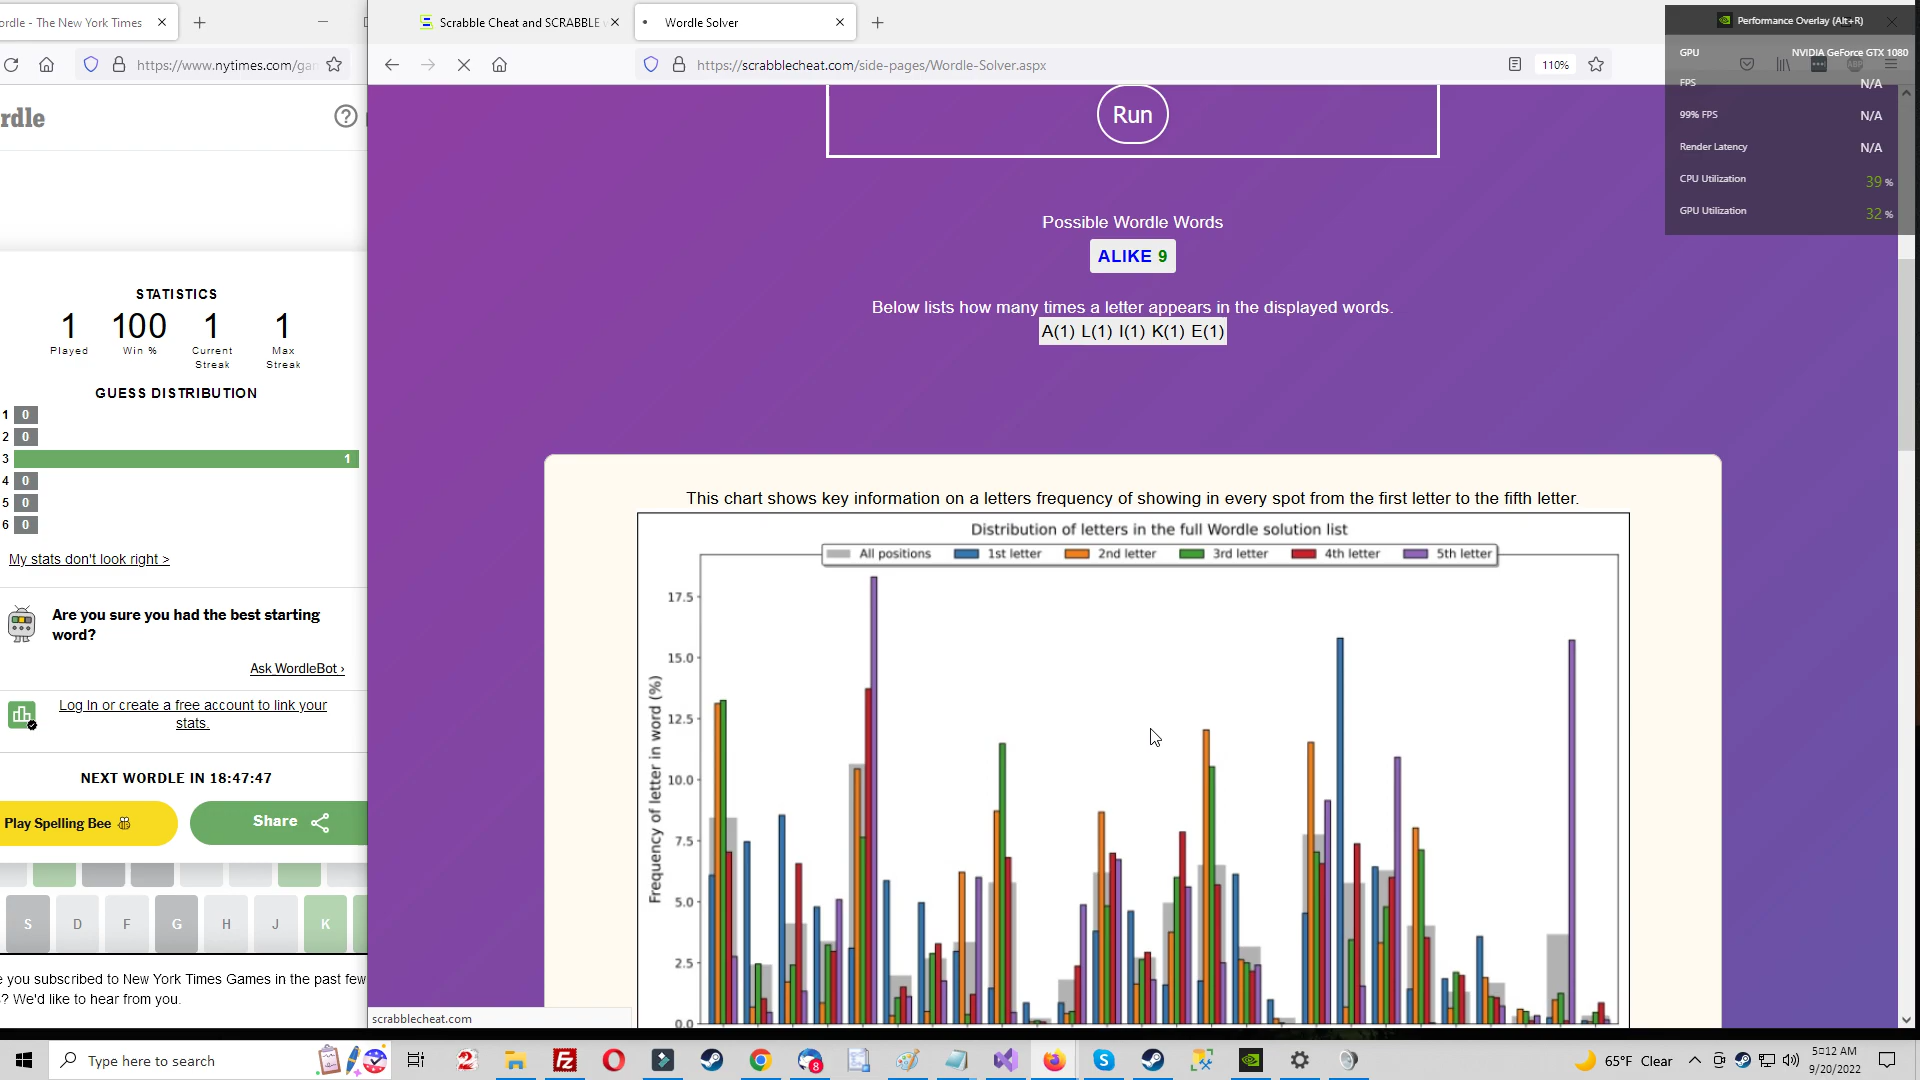 ordle - The New York Times
Scrabble Cheat and SCRABBLE
Wordle Solver
https://www.nytimes.com/gam
https://scrabblecheat.com/side-pages/Wordle-Solver.aspx
110%
Performance Overlay (Alt+R)
GPU NVIDIA GeForce GTX 1080
FPS N/A
99% FPS N/A
Render Latency N/A
CPU Utilization 39 %
GPU Utilization 32 %
rdle
STATISTICS
1 100 1 1
Played Win % Current Streak Max Streak
GUESS DISTRIBUTION
1 0
2 0
3 1
4 0
5 0
6 0
My stats don't look right >
Are you sure you had the best starting
word?
Ask WordleBot ›
Log in or create a free account to link your
stats.
NEXT WORDLE IN 18:47:47
Play Spelling Bee
Share
S D F G H J K
e you subscribed to New York Times Games in the past few
? We'd like to hear from you.
Run
Possible Wordle Words
ALIKE 9
Below lists how many times a letter appears in the displayed words.
A(1) L(1) I(1) K(1) E(1)
This chart shows key information on a letters frequency of showing in every spot from the first letter to the fifth letter.
Distribution of letters in the full Wordle solution list
All positions 1st letter 2nd letter 3rd letter 4th letter 5th letter
Frequency of letter in word (%)
17.5
15.0
12.5
10.0
7.5
5.0
2.5
0.0
scrabblecheat.com
Type here to search
65°F Clear
5:12 AM
9/20/2022